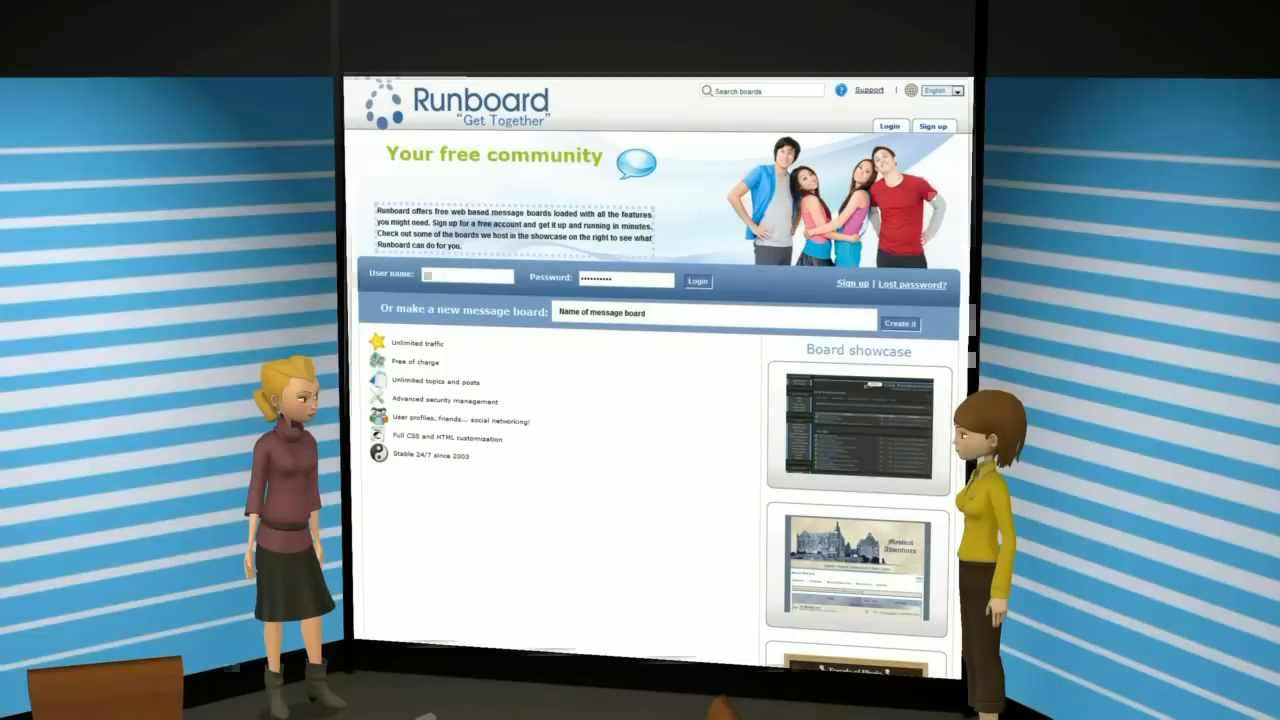 Runboard
"Get Together"
Search boards
? Support | English
Login Sign up
Your free community
Runboard offers free web based message boards loaded with all the features
you might need. Sign up for a free account and get it up and running in minutes.
Check out some of the boards we host in the showcase on the right to see what
Runboard can do for you.
User name: Password: •••••••••• Login Sign up | Lost password?
Or make a new message board: Name of message board Create it
Board showcase
Unlimited traffic
Free of charge
Unlimited topics and posts
Advanced security management
User profiles, friends... social networking!
Full CSS and HTML customization
Stable 24/7 since 2003
Mystical
Adventures